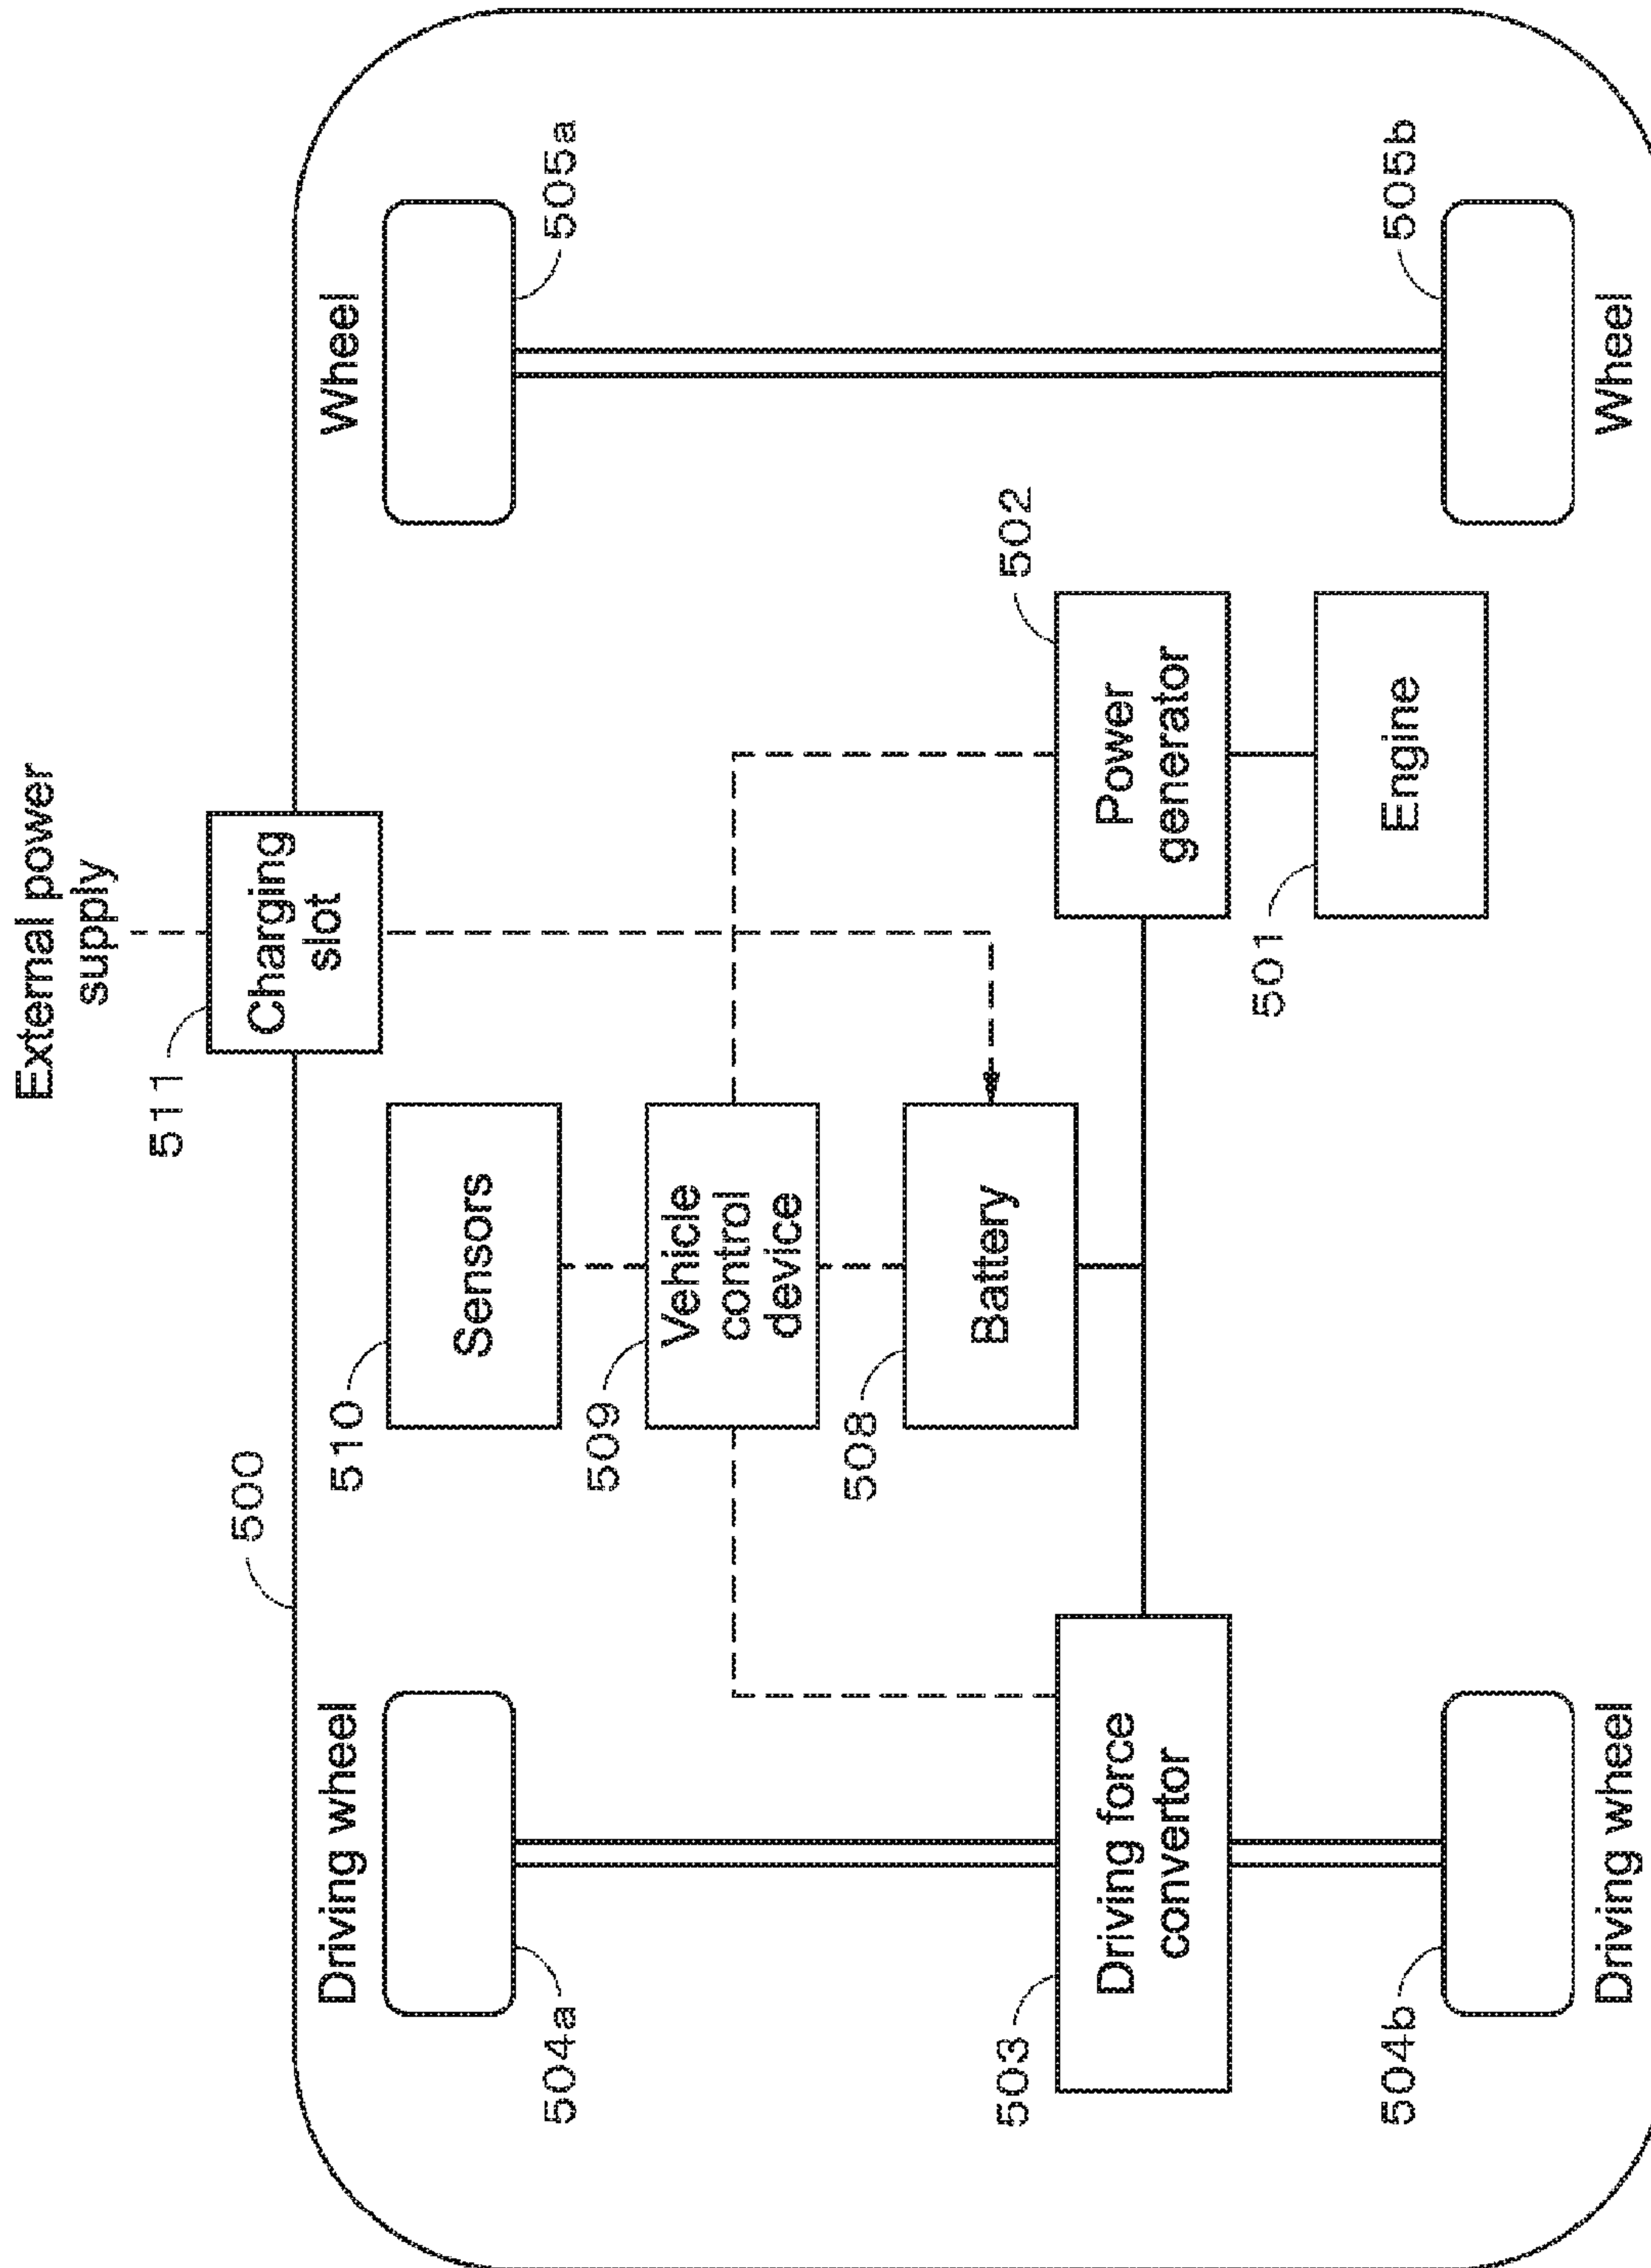 External power
supply
511
Charging
slot
500
Driving wheel
504a
510
Sensors
Wheel
505a
509
Vehicle
control
device
508
Battery
502
Power
generator
503
Driving force
convertor
501
Engine
504b
Driving wheel
505b
Wheel